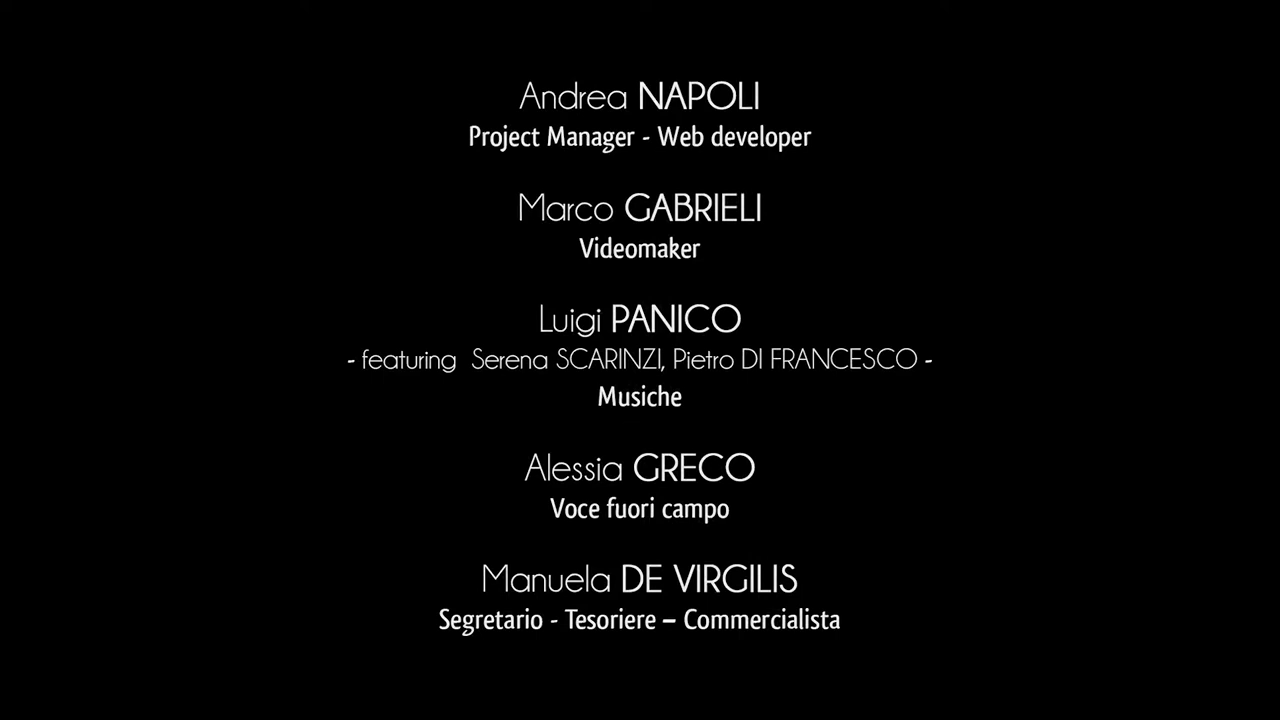 Andrea NAPOLI
Project Manager - Web developer
Marco GABRIELI
Videomaker
Luigi PANICO
- featuring  Serena SCARINZI, Pietro DI FRANCESCO -
Musiche
Alessia GRECO
Voce fuori campo
Manuela DE VIRGILIS
Segretario - Tesoriere – Commercialista